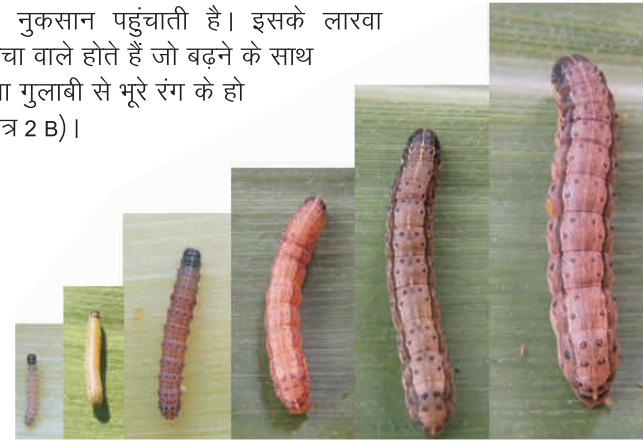 नुकसान पहुंचाती है। इसके लारवा
वाले होते हैं जो बढ़ने के साथ
गुलाबी से भूरे रंग के हो
2 B)।